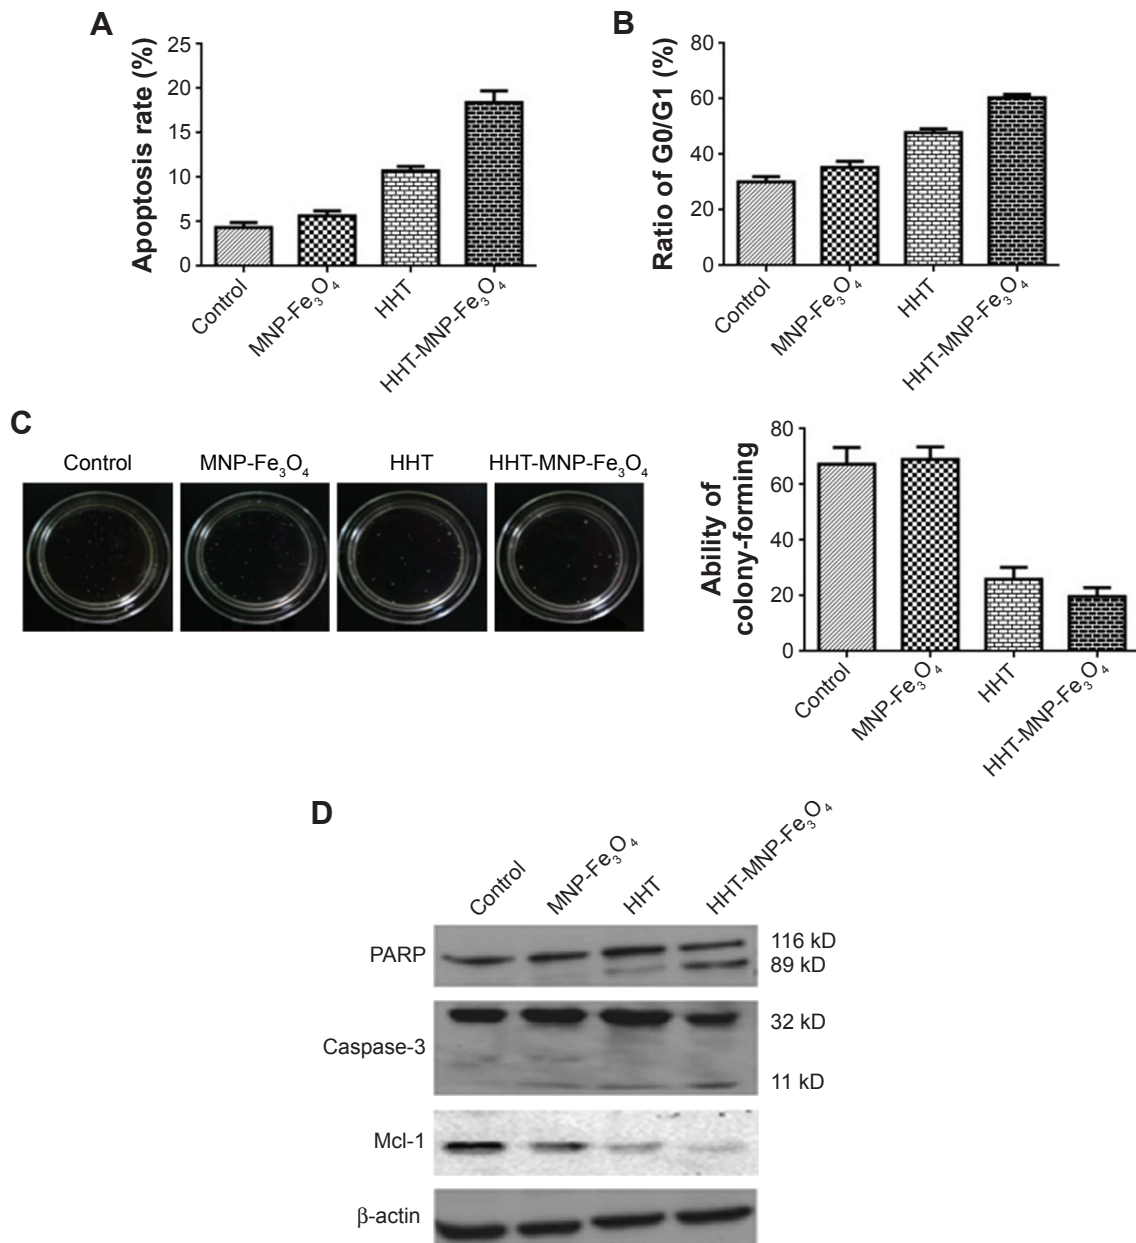 A
Apoptosis rate (%)
25
20
15
10
5
0
Control
MNP-Fe₃O₄
HHT
HHT-MNP-Fe₃O₄
B
Ratio of G0/G1 (%)
80
60
40
20
0
Control
MNP-Fe₃O₄
HHT
HHT-MNP-Fe₃O₄
C
Control
MNP-Fe₃O₄
HHT
HHT-MNP-Fe₃O₄
Ability of
colony-forming
80
60
40
20
0
Control
MNP-Fe₃O₄
HHT
HHT-MNP-Fe₃O₄
D
Control
MNP-Fe₃O₄
HHT
HHT-MNP-Fe₃O₄
PARP
116 kD
89 kD
Caspase-3
32 kD
11 kD
Mcl-1
β-actin